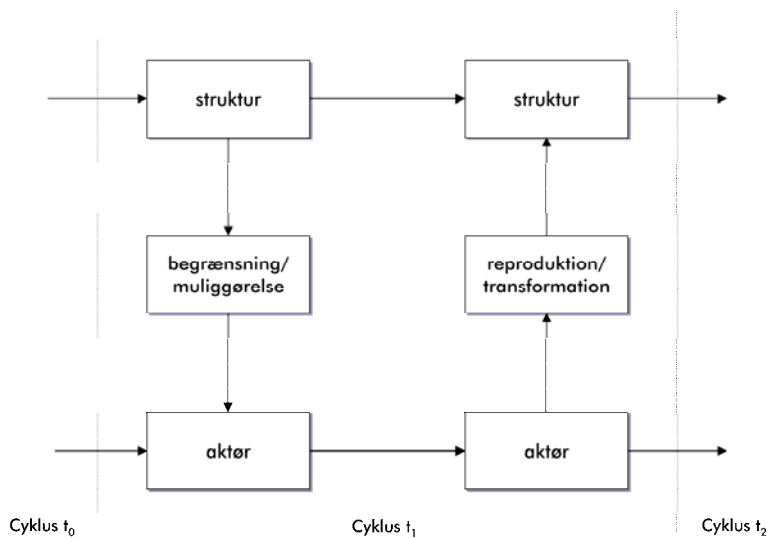 struktur
struktur
begrænsning/
muliggørelse
reproduktion/
transformation
aktør
aktør
Cyklus t₀
Cyklus t₁
Cyklus t₂